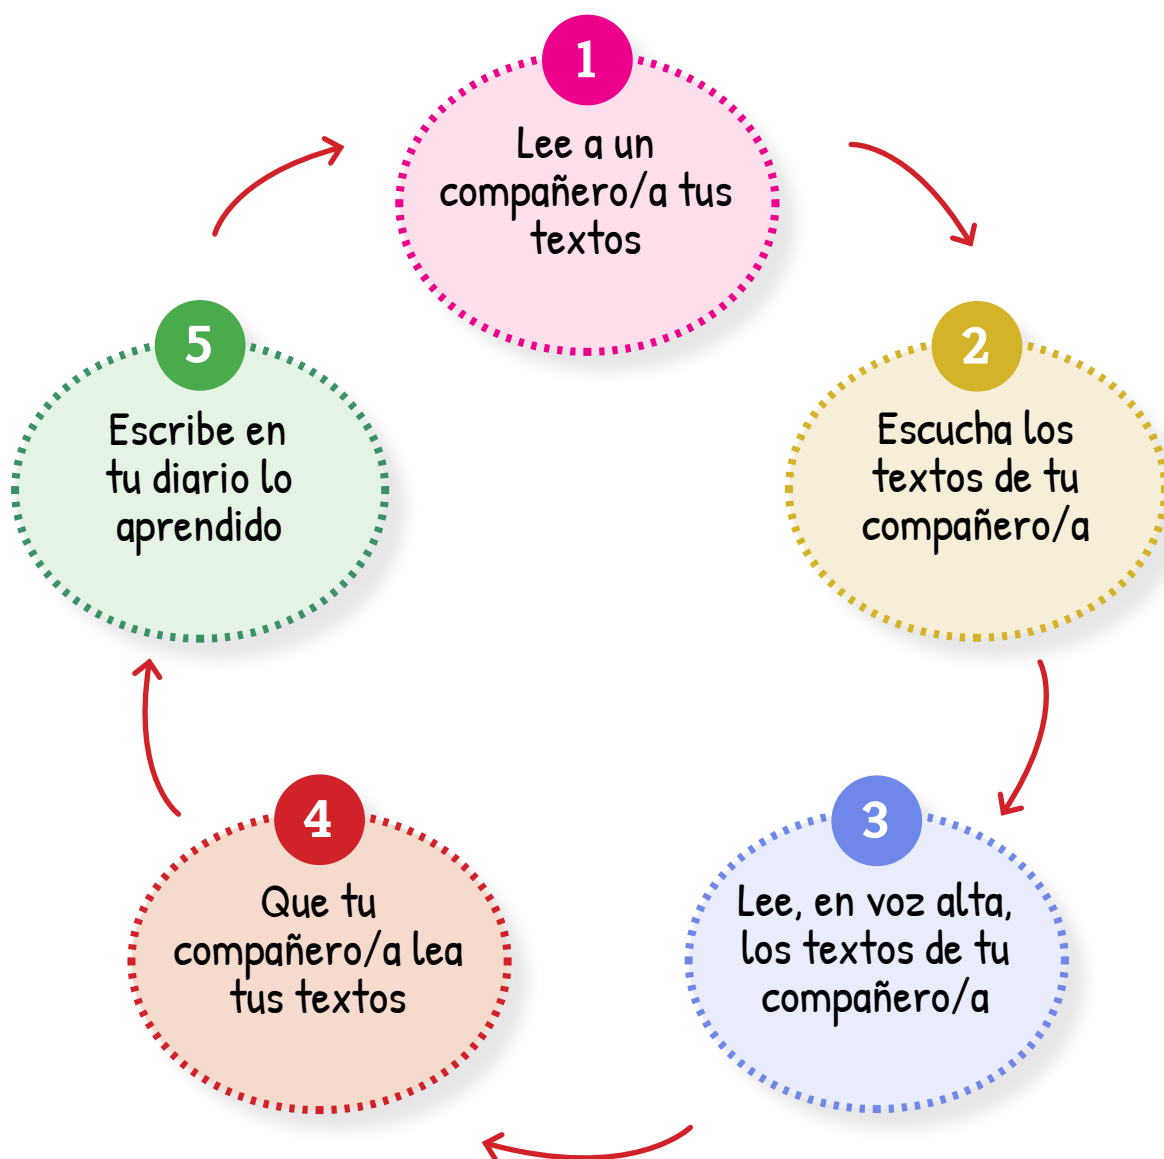 1
Lee a un
compañero/a tus
textos
2
Escucha los
textos de tu
compañero/a
3
Lee, en voz alta,
los textos de tu
compañero/a
4
Que tu
compañero/a lea
tus textos
5
Escribe en
tu diario lo
aprendido